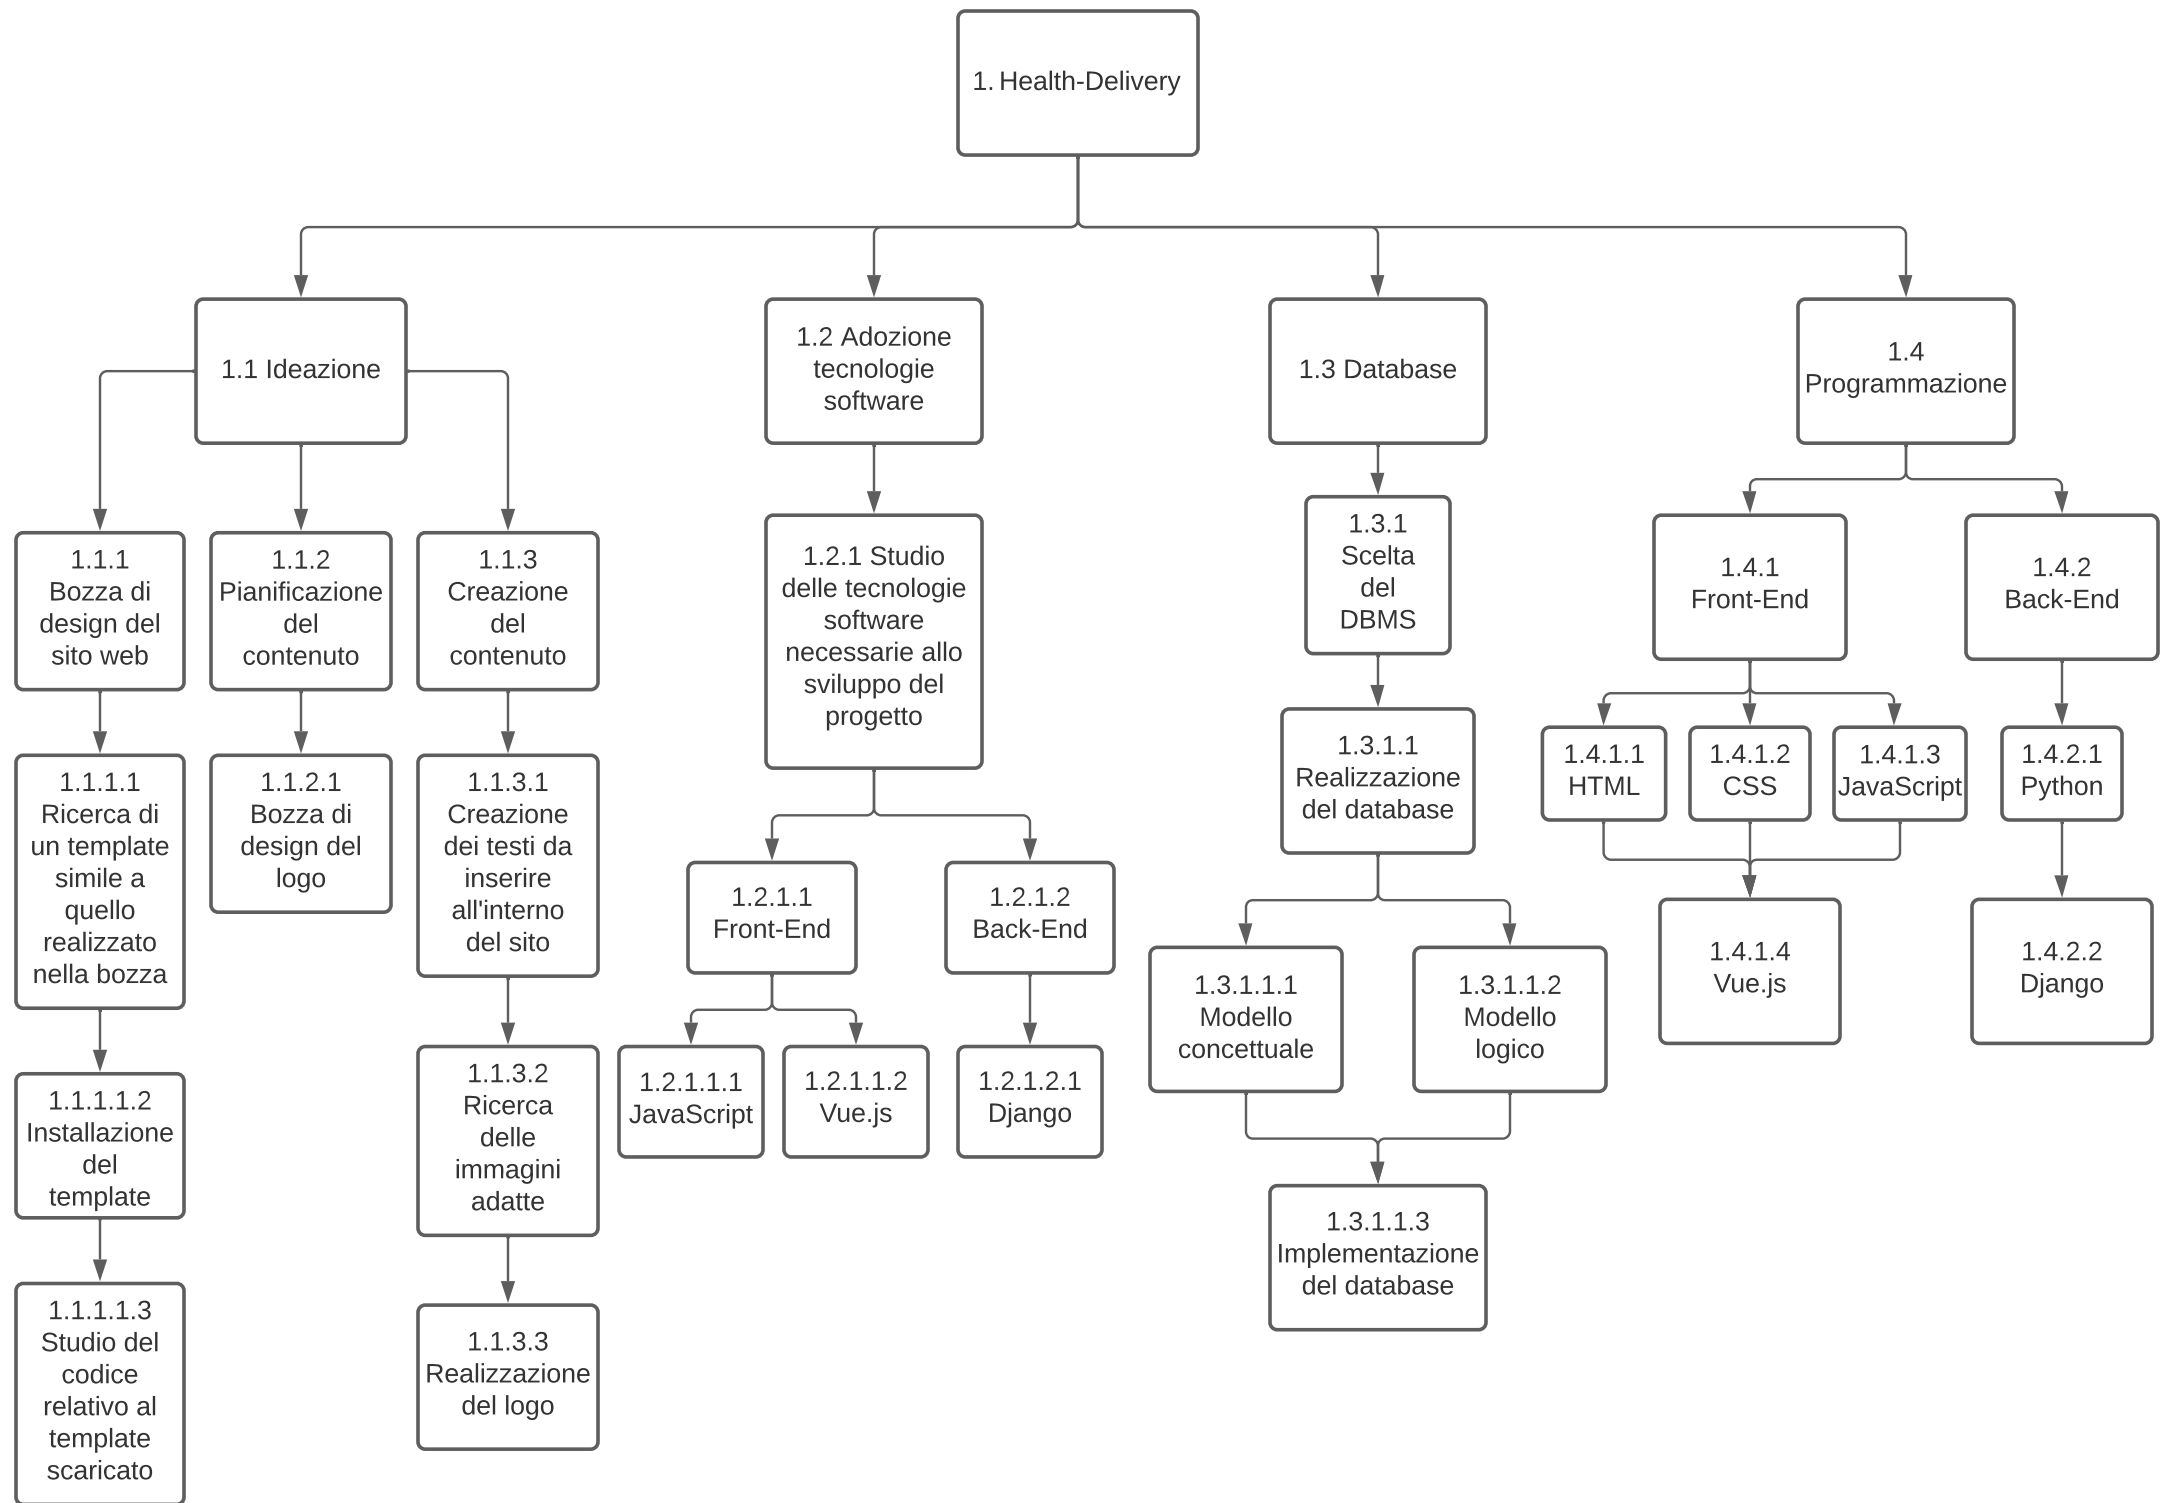 1. Health-Delivery
1.1 Ideazione
1.2 Adozione
tecnologie
software
1.3 Database
1.4
Programmazione
1.1.1
Bozza di
design del
sito web
1.1.2
Pianificazione
del
contenuto
1.1.3
Creazione
del
contenuto
1.2.1 Studio
delle tecnologie
software
necessarie allo
sviluppo del
progetto
1.3.1
Scelta
del
DBMS
1.4.1
Front-End
1.4.2
Back-End
1.1.1.1
Ricerca di
un template
simile a
quello
realizzato
nella bozza
1.1.2.1
Bozza di
design del
logo
1.1.3.1
Creazione
dei testi da
inserire
all'interno
del sito
1.3.1.1
Realizzazione
del database
1.4.1.1
HTML
1.4.1.2
CSS
1.4.1.3
JavaScript
1.4.2.1
Python
1.2.1.1
Front-End
1.2.1.2
Back-End
1.3.1.1.1
Modello
concettuale
1.3.1.1.2
Modello
logico
1.4.1.4
Vue.js
1.4.2.2
Django
1.1.1.1.2
Installazione
del
template
1.1.3.2
Ricerca
delle
immagini
adatte
1.2.1.1.1
JavaScript
1.2.1.1.2
Vue.js
1.2.1.2.1
Django
1.3.1.1.3
Implementazione
del database
1.1.1.1.3
Studio del
codice
relativo al
template
scaricato
1.1.3.3
Realizzazione
del logo